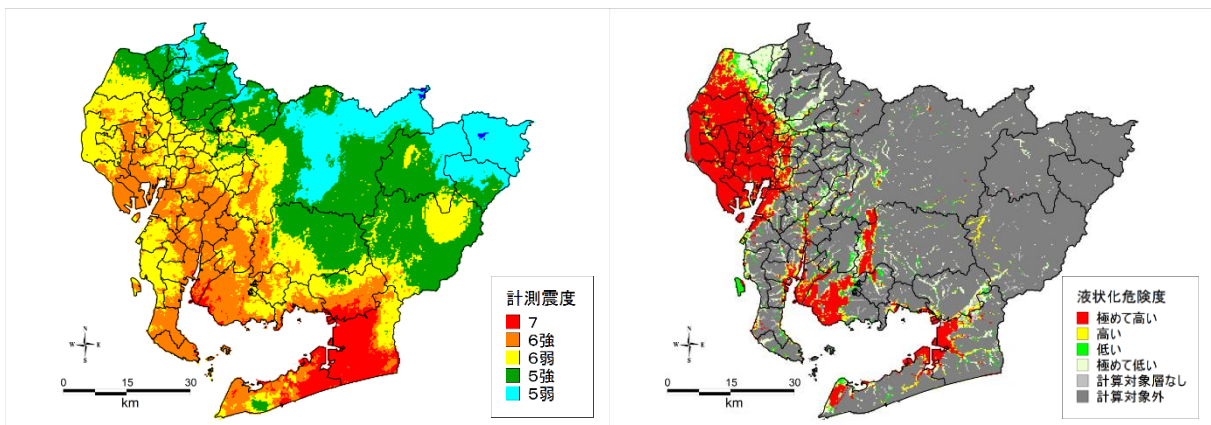 計測震度
7
6強
6弱
5強
5弱
N
W
E
S
0
15
30
km
液状化危険度
極めて高い
高い
低い
極めて低い
計算対象層なし
計算対象外
N
W
E
S
0
15
30
km